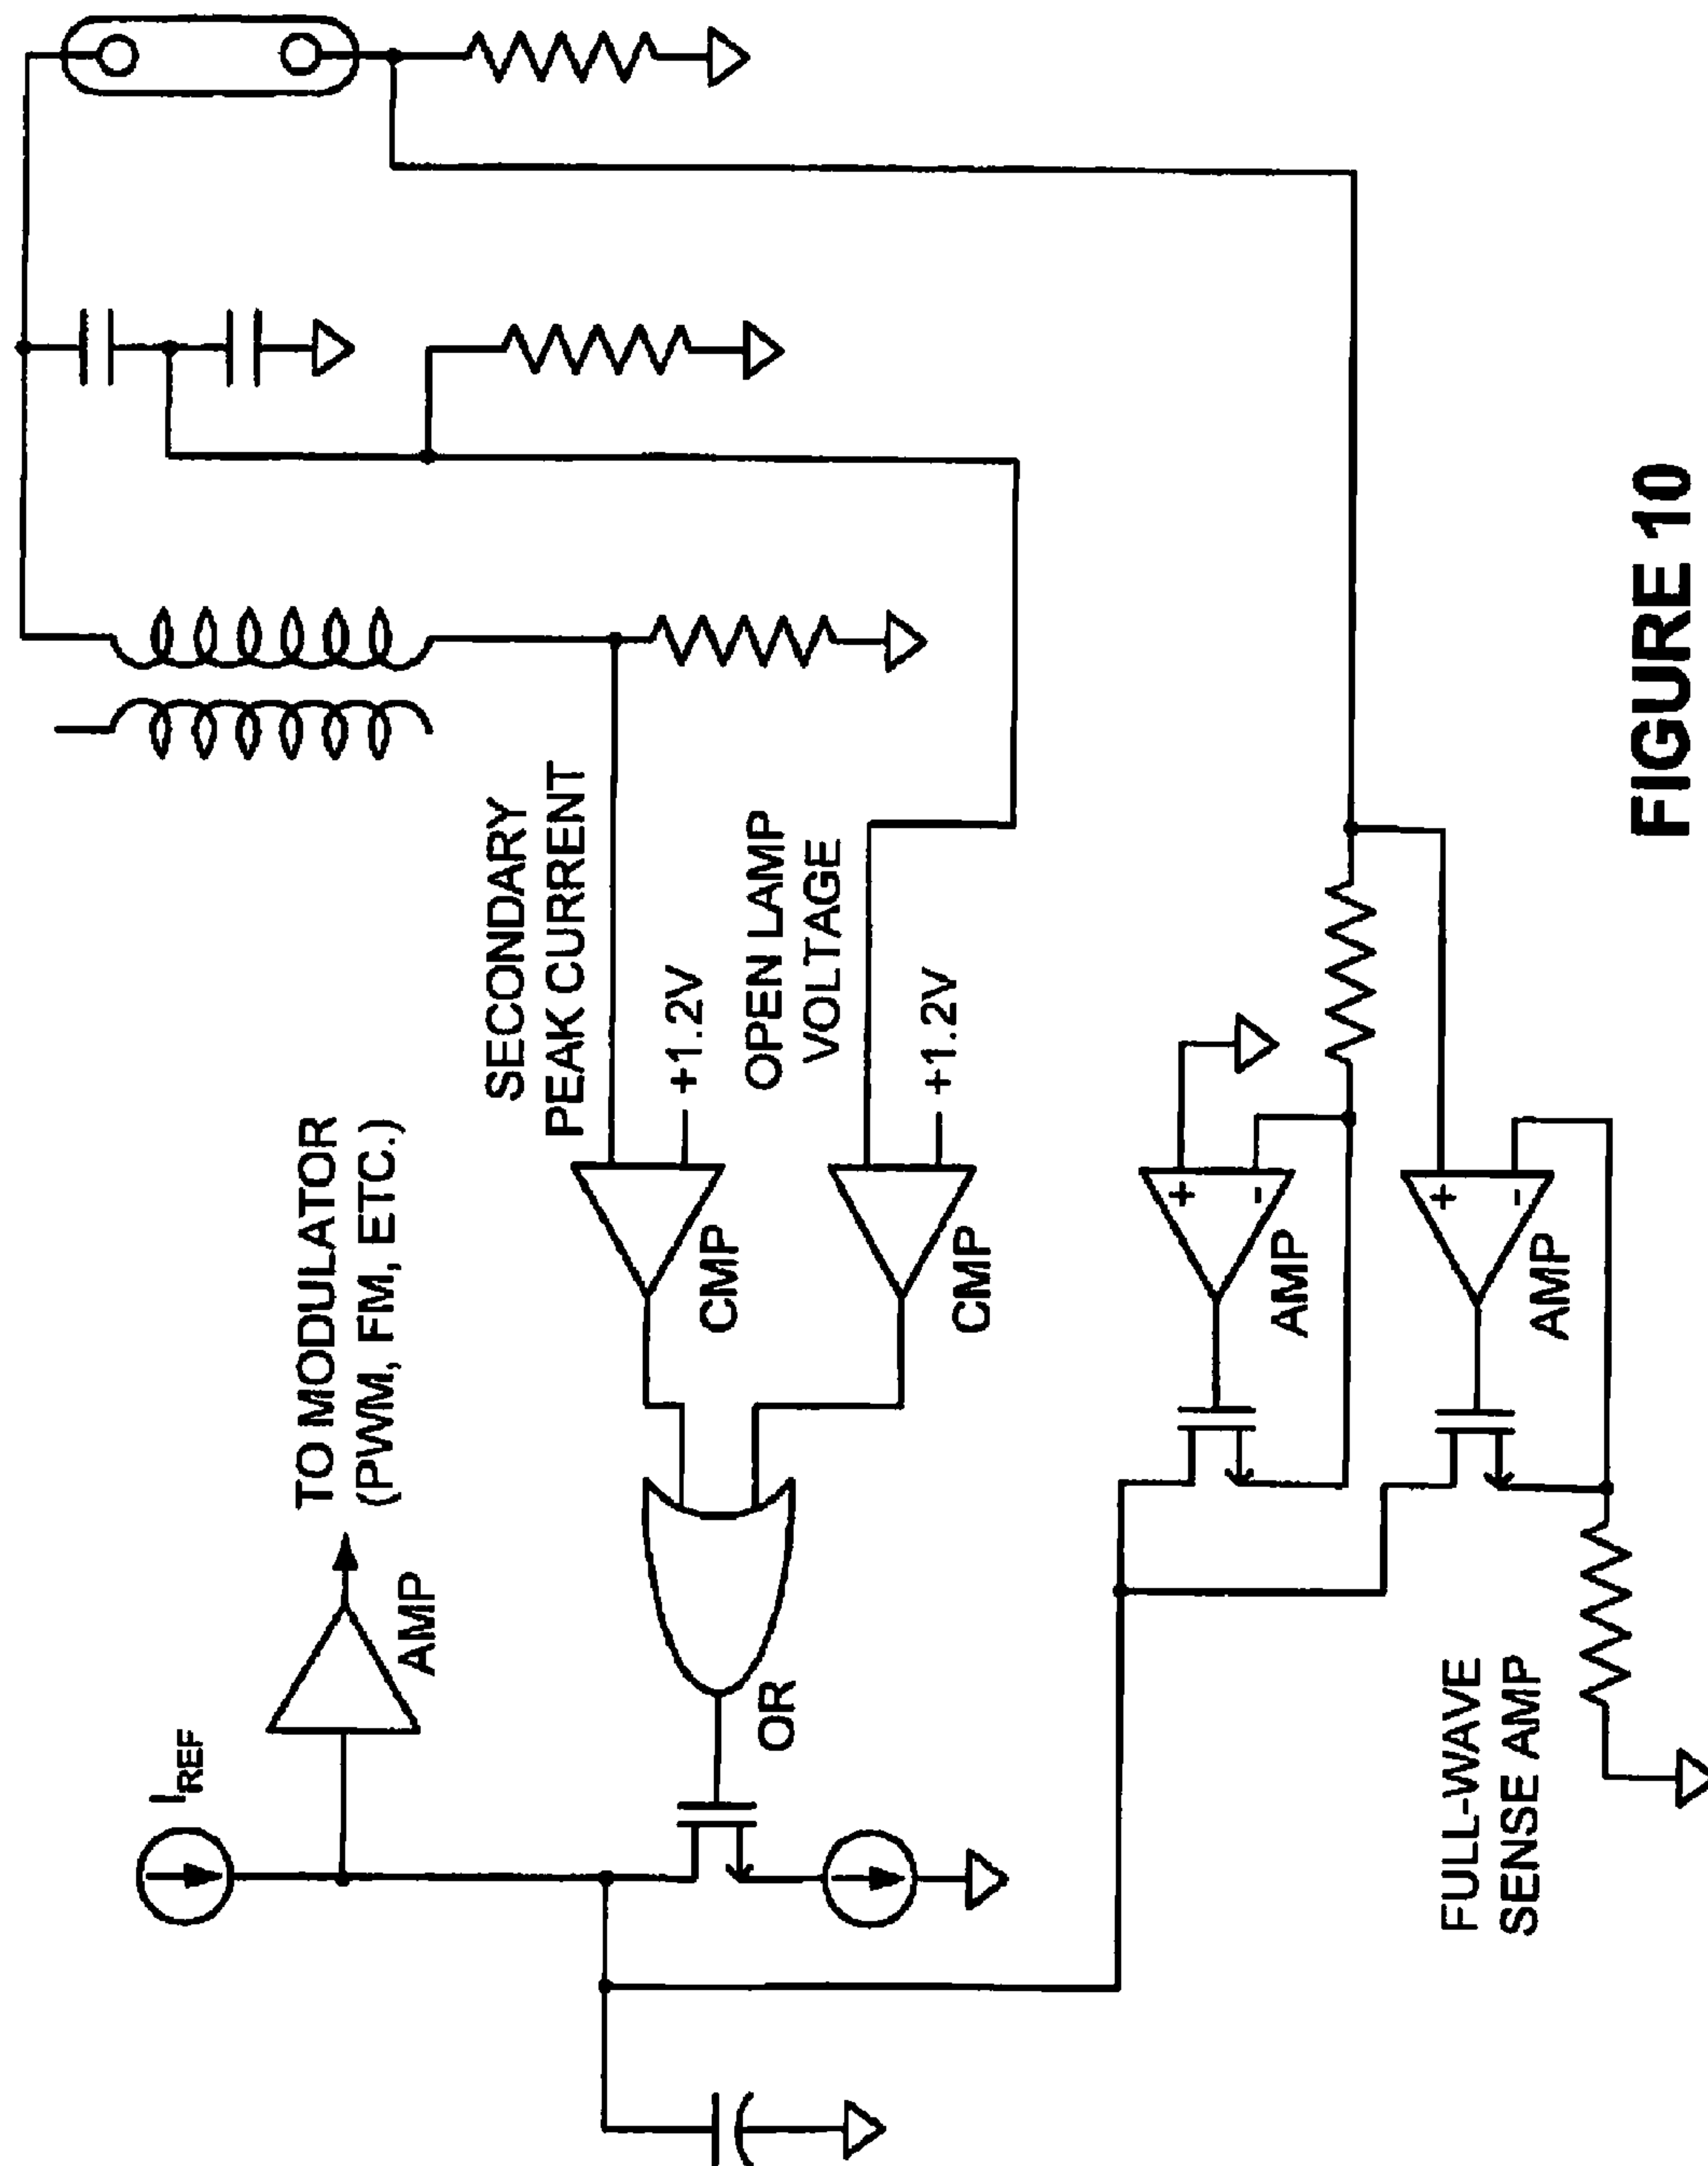 I_REF
AMP
TO MODULATOR
(PWM, FM, ETC.)
SECONDARY
PEAK CURRENT
+1.2V
CMP
OR
OPEN LAMP
VOLTAGE
+1.2V
CMP
+
-
AMP
+
-
AMP
FULL-WAVE
SENSE AMP
FIGURE 10